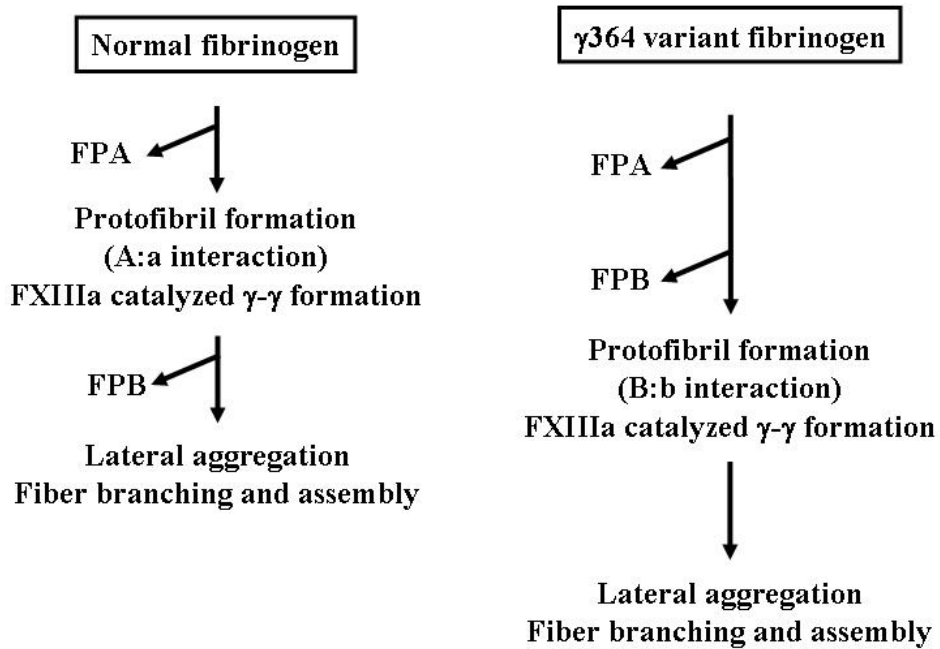 Normal fibrinogen
FPA
Protofibril formation
(A:a interaction)
FXIIIa catalyzed γ-γ formation
FPB
Lateral aggregation
Fiber branching and assembly
γ364 variant fibrinogen
FPA
FPB
Protofibril formation
(B:b interaction)
FXIIIa catalyzed γ-γ formation
Lateral aggregation
Fiber branching and assembly